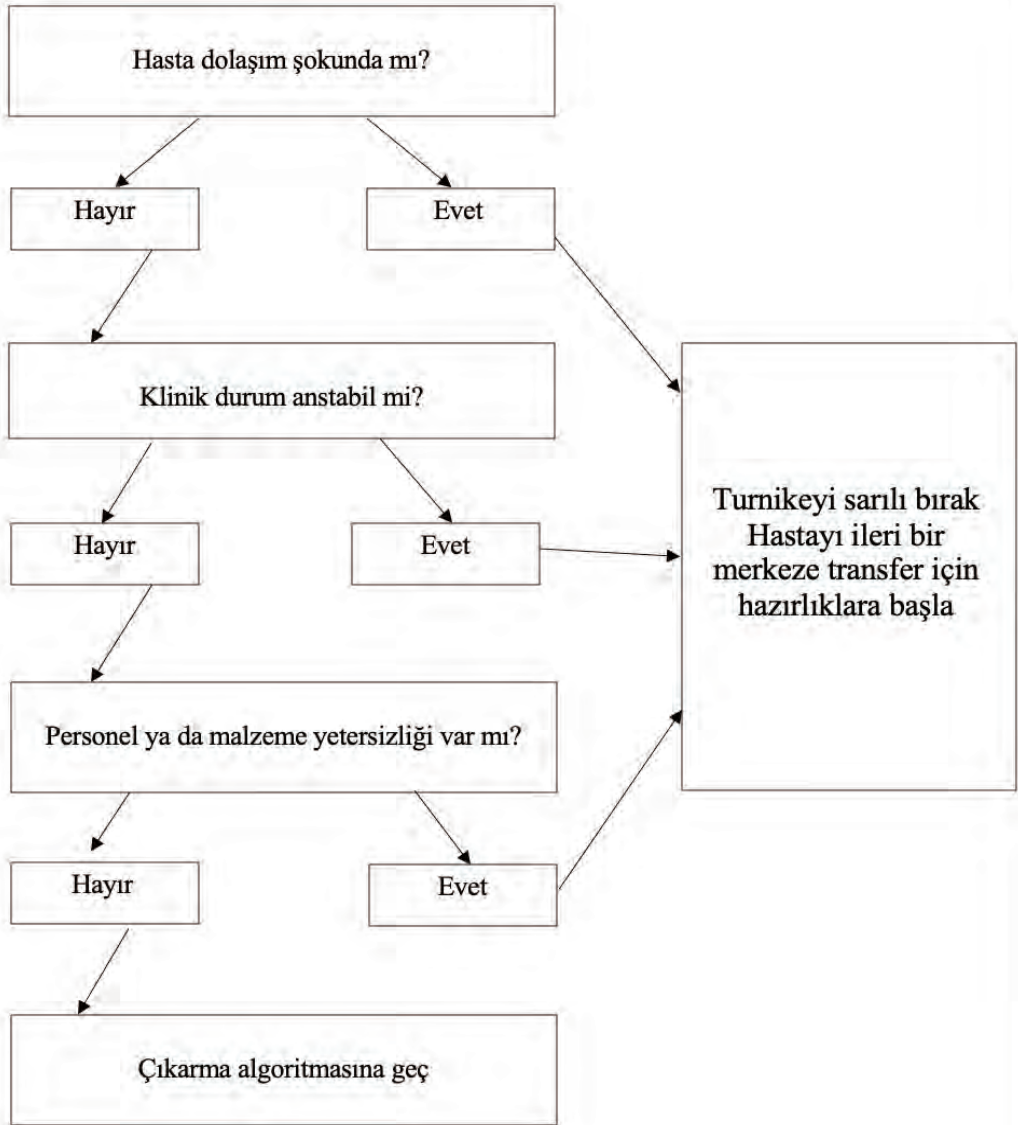 Hasta dolaşım şokunda mı?
Hayır
Evet
Klinik durum anstabil mi?
Hayır
Evet
Turnikeyi sarılı bırak
Hastayı ileri bir
merkeze transfer için
hazırlıklara başla
Personel ya da malzeme yetersizliği var mı?
Hayır
Evet
Çıkarma algoritmasına geç